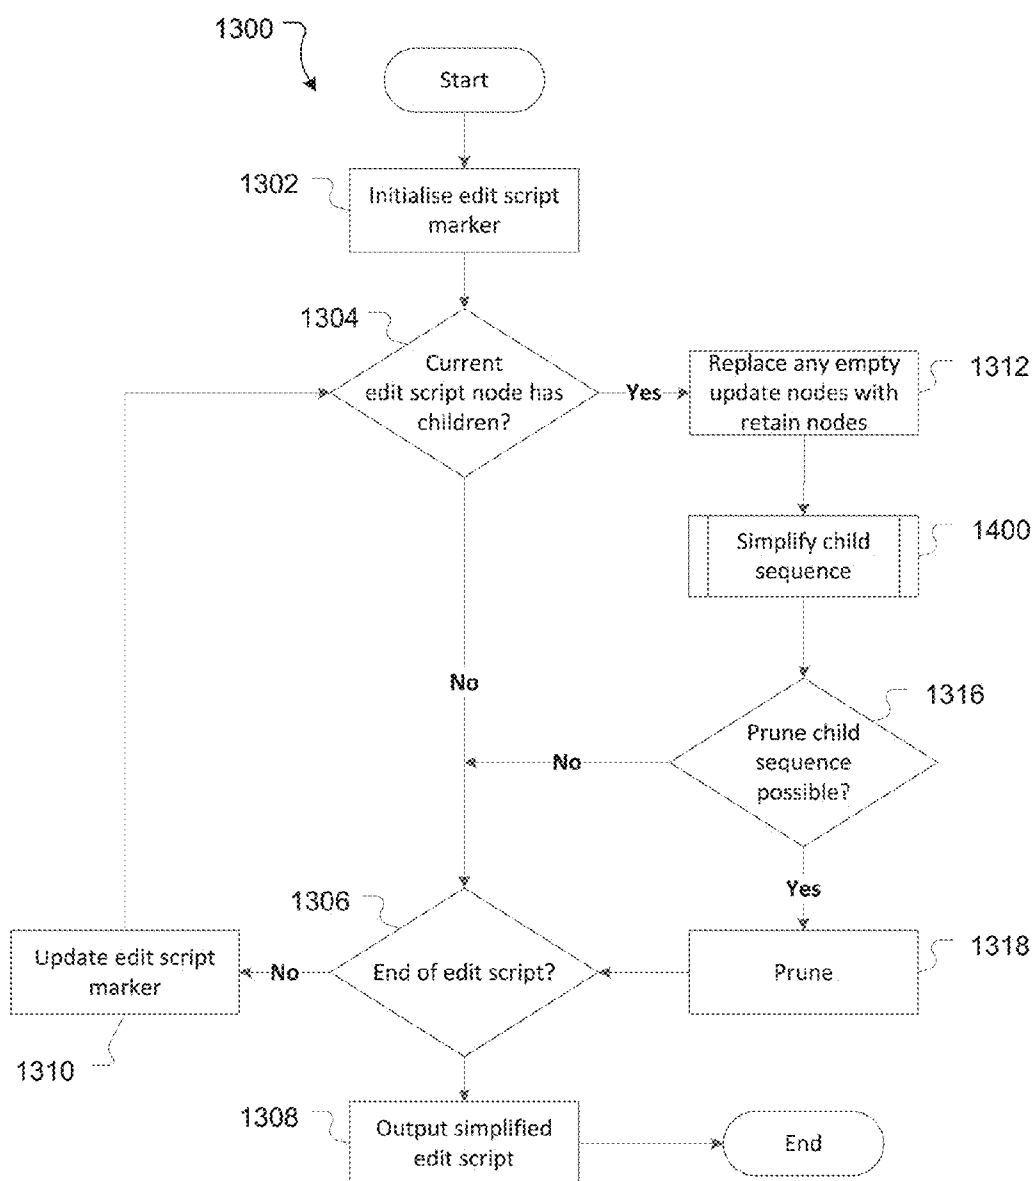 1300
Start
1302
Initialise edit script
marker
1304
Current
edit script node has
children?
Yes
Replace any empty
update nodes with
retain nodes
1312
Simplify child
sequence
1400
No
1316
Prune child
sequence
possible?
No
Yes
1306
End of edit script?
No
Update edit script
marker
1310
Prune
1318
1308
Output simplified
edit script
End